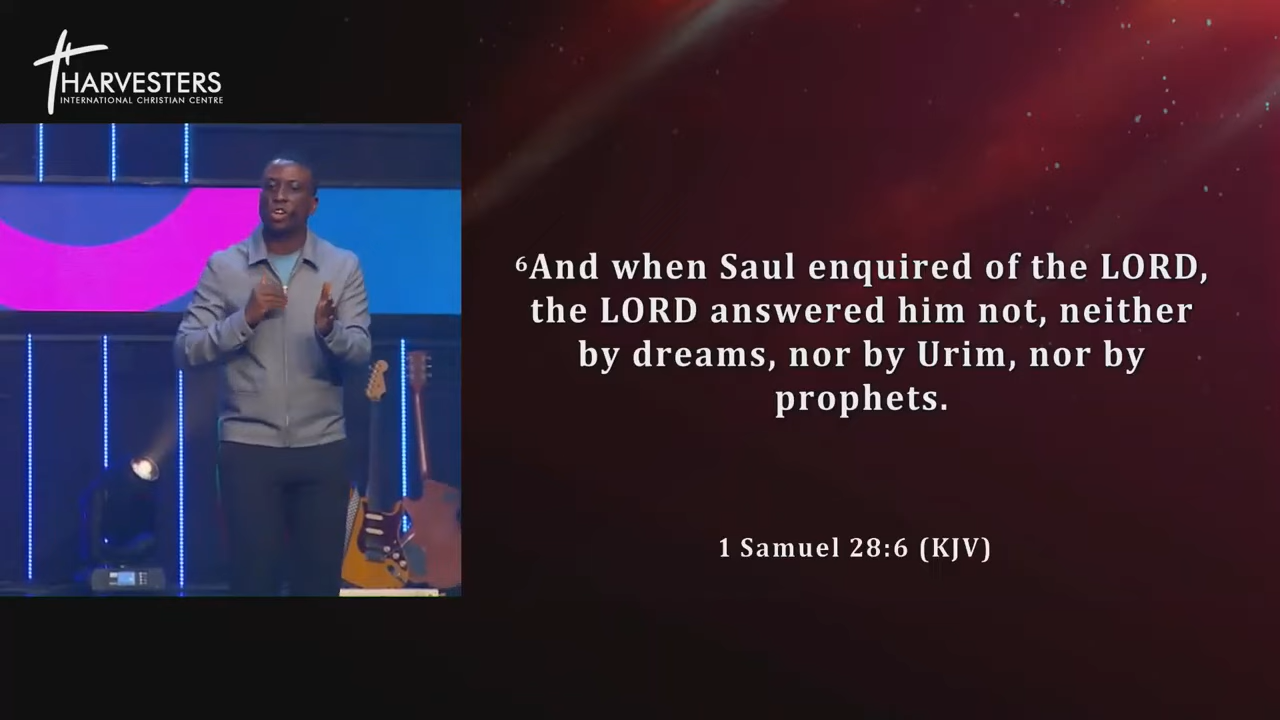 HARVESTERS
INTERNATIONAL CHRISTIAN CENTRE
⁶And when Saul enquired of the LORD,
the LORD answered him not, neither
by dreams, nor by Urim, nor by
prophets.
1 Samuel 28:6 (KJV)